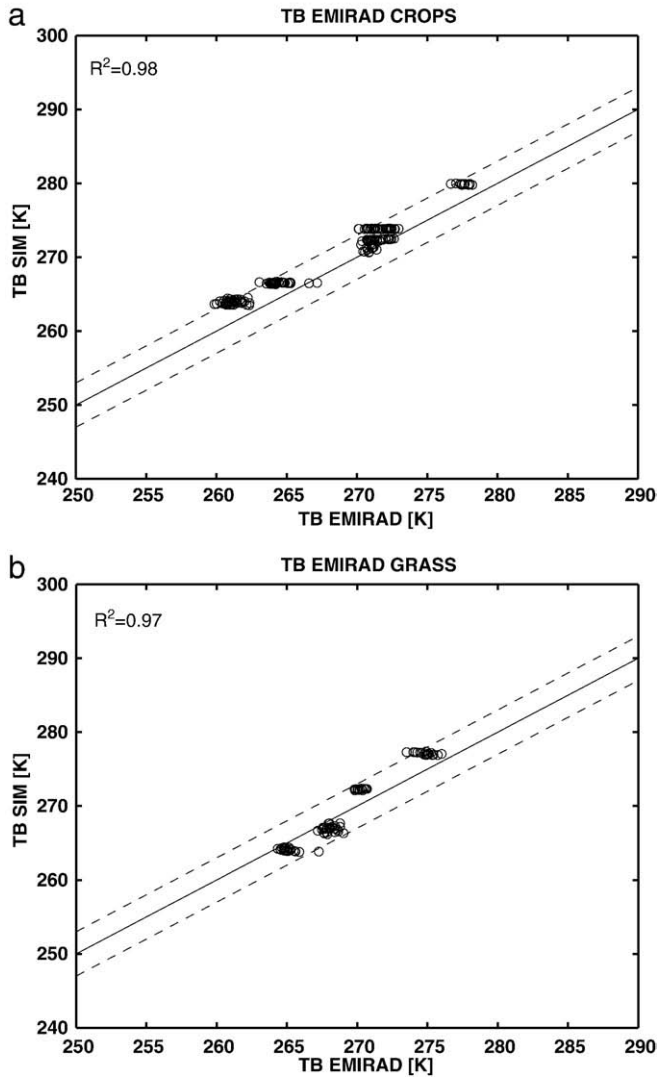 a
TB EMIRAD CROPS
R²=0.98
TB SIM [K]
300
290
280
270
260
250
240
250 255 260 265 270 275 280 285 290
TB EMIRAD [K]
b
TB EMIRAD GRASS
R²=0.97
TB SIM [K]
300
290
280
270
260
250
240
250 255 260 265 270 275 280 285 290
TB EMIRAD [K]